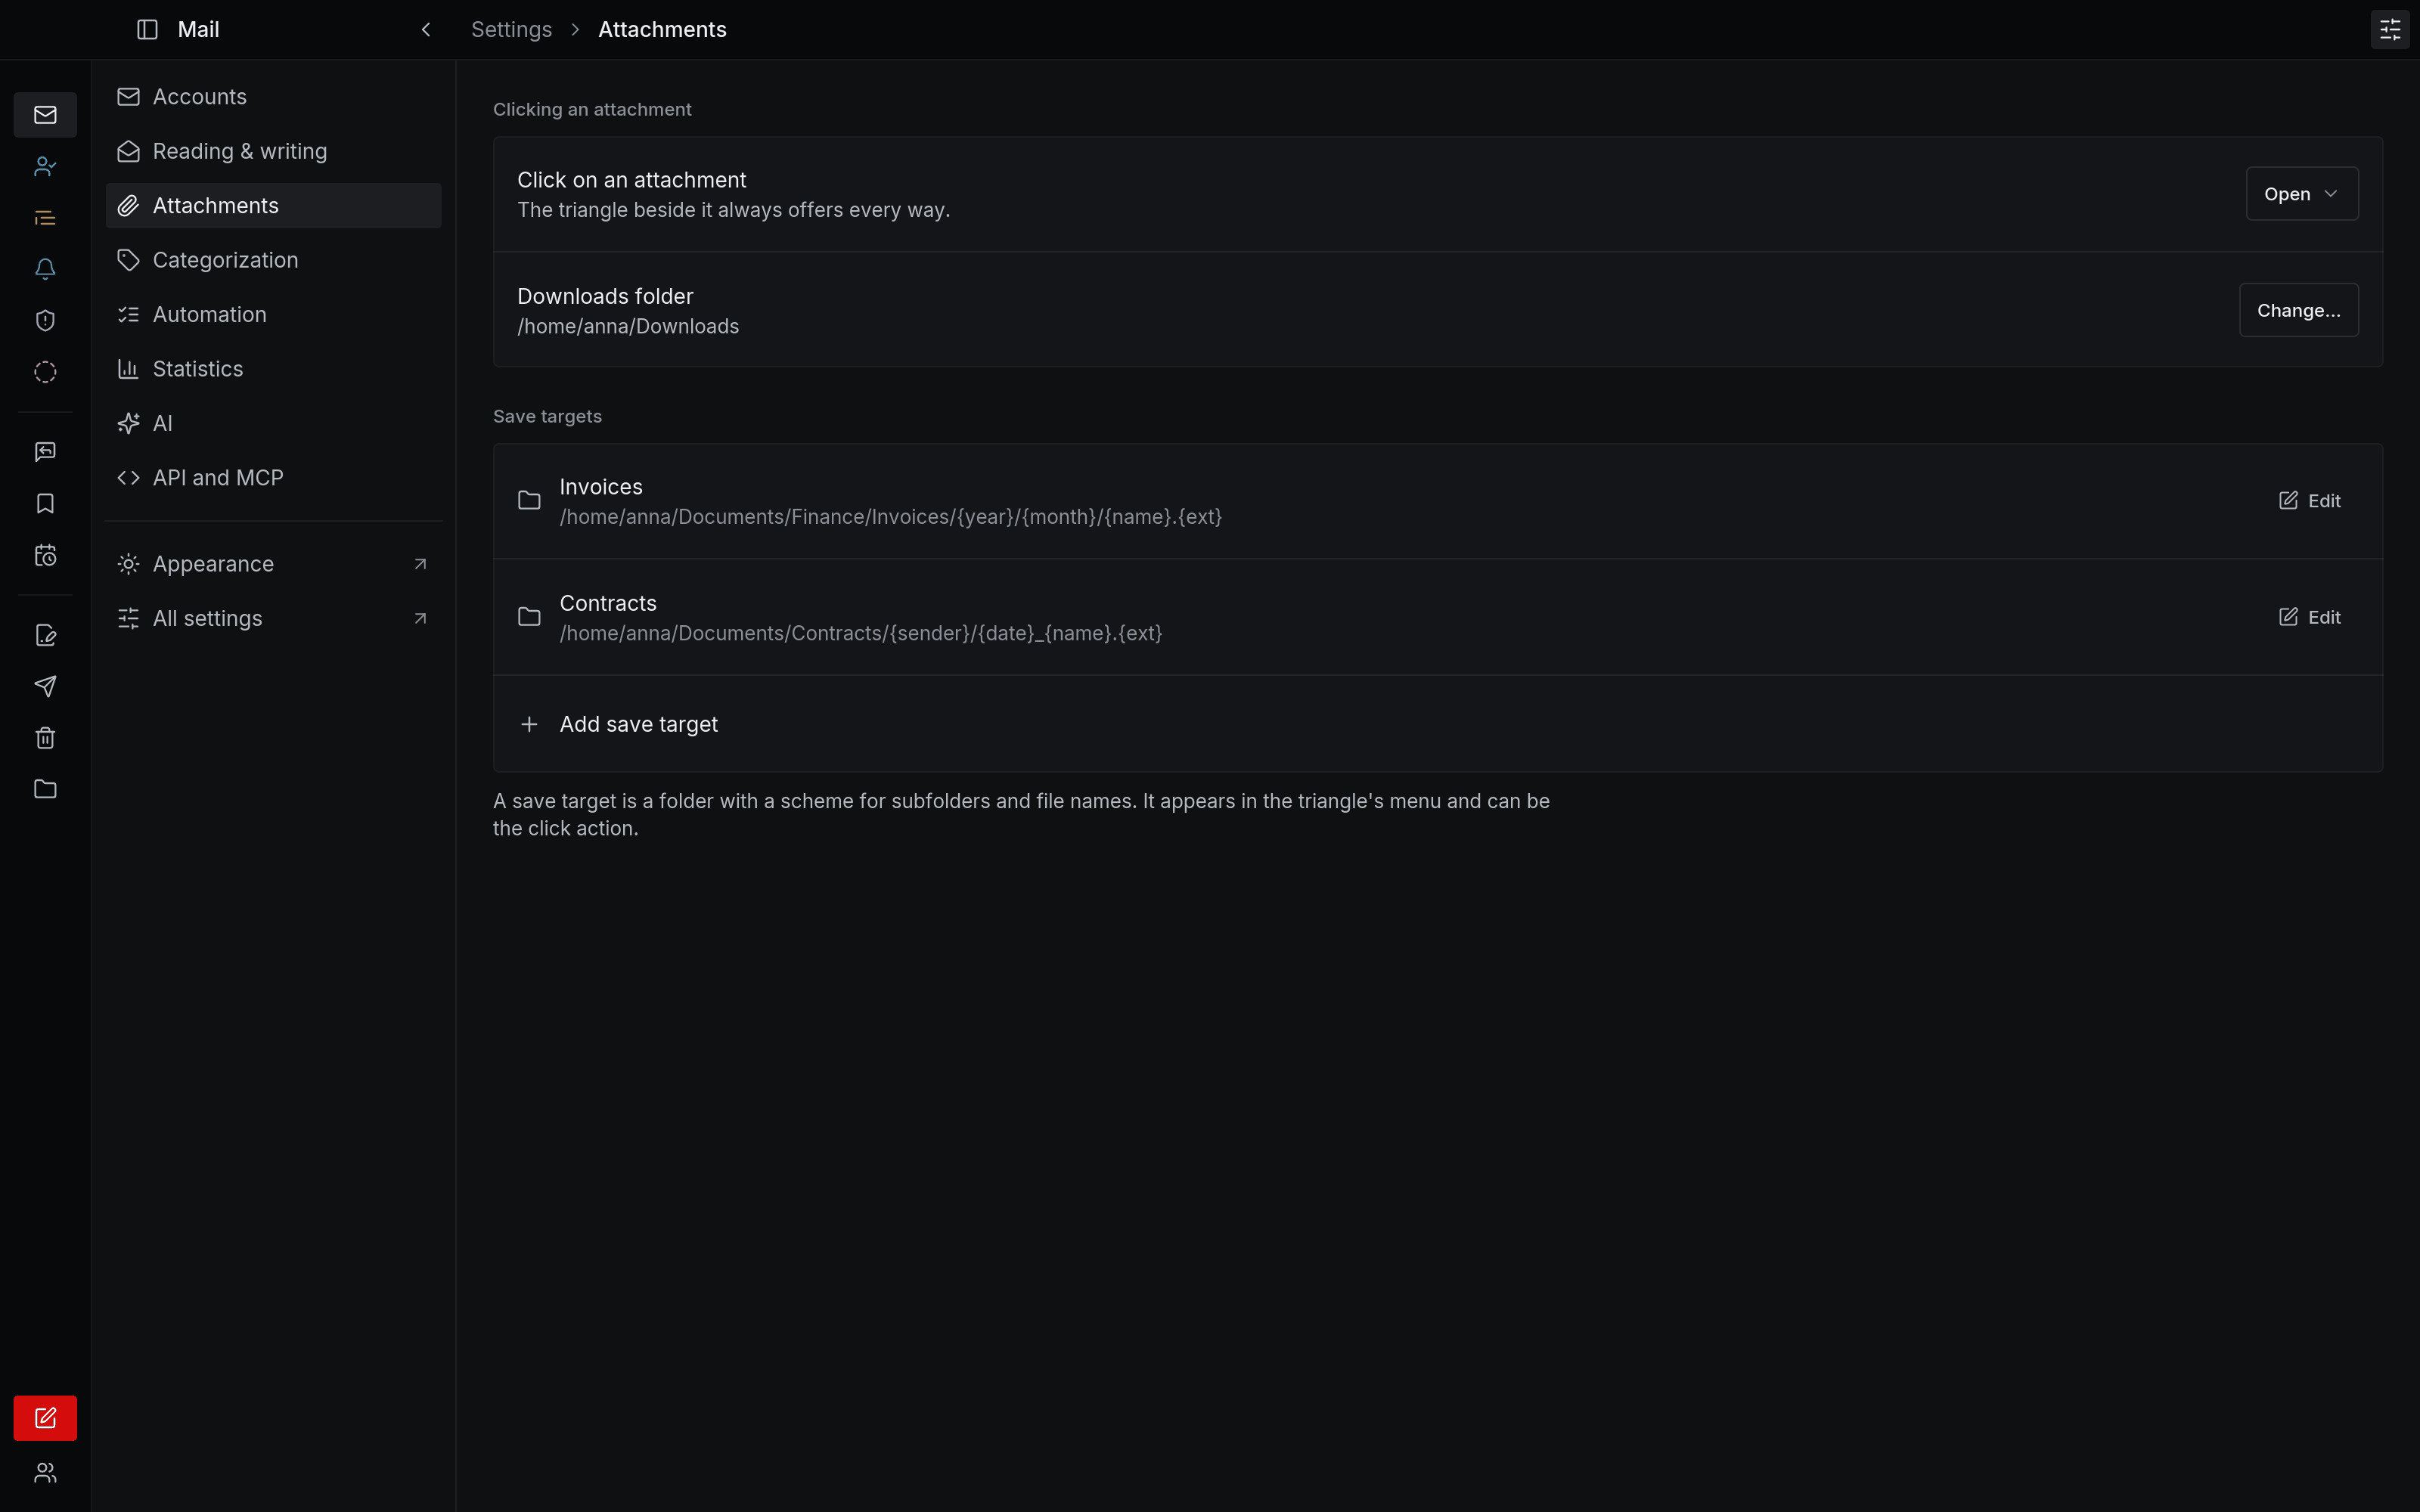 Mail
Settings > Attachments
Accounts
Reading & writing
Attachments
Categorization
Automation
Statistics
AI
API and MCP
Appearance
All settings
Clicking an attachment
Click on an attachment
The triangle beside it always offers every way.
Open
Downloads folder
/home/anna/Downloads
Change...
Save targets
Invoices
/home/anna/Documents/Finance/Invoices/{year}/{month}/{name}.{ext}
Edit
Contracts
/home/anna/Documents/Contracts/{sender}/{date}_{name}.{ext}
Edit
Add save target
A save target is a folder with a scheme for subfolders and file names. It appears in the triangle's menu and can be
the click action.